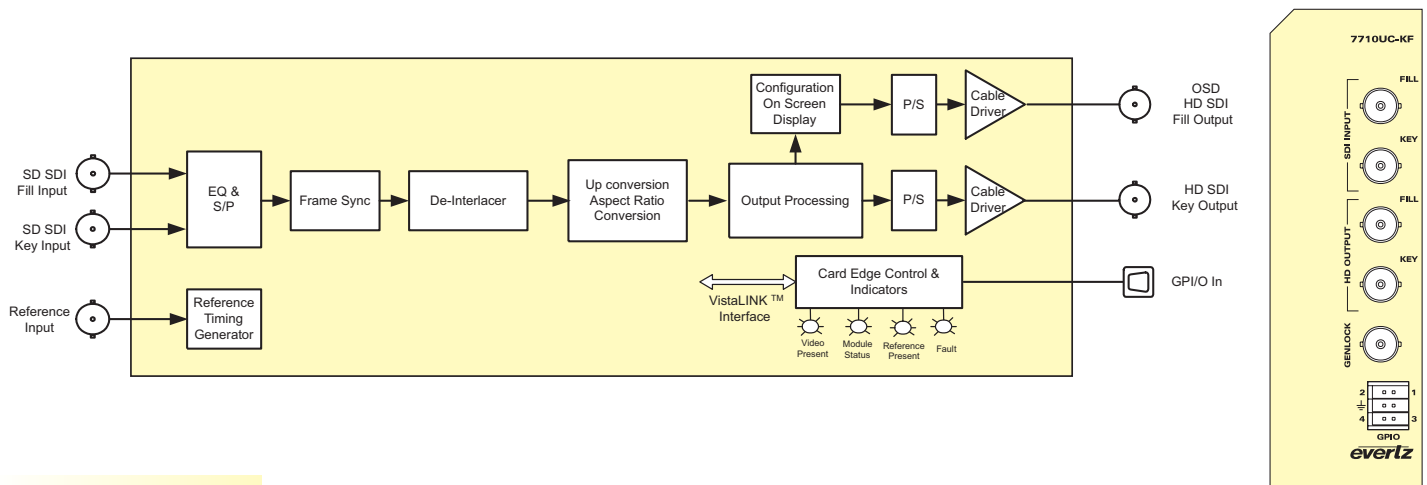 SD SDI
Fill Input
SD SDI
Key Input
Reference
Input
EQ &
S/P
Frame Sync
De-Interlacer
Up conversion
Aspect Ratio
Conversion
Output Processing
Configuration
On Screen
Display
P/S
Cable
Driver
OSD
HD SDI
Fill Output
P/S
Cable
Driver
HD SDI
Key Output
Reference
Timing
Generator
VistaLINK ™
Interface
Card Edge Control &
Indicators
Video
Present
Module
Status
Reference
Present
Fault
GPI/O In
7710UC-KF
FILL
SDI INPUT
KEY
FILL
HD OUTPUT
KEY
GENLOCK
2 1
4 3
GPIO
everlz